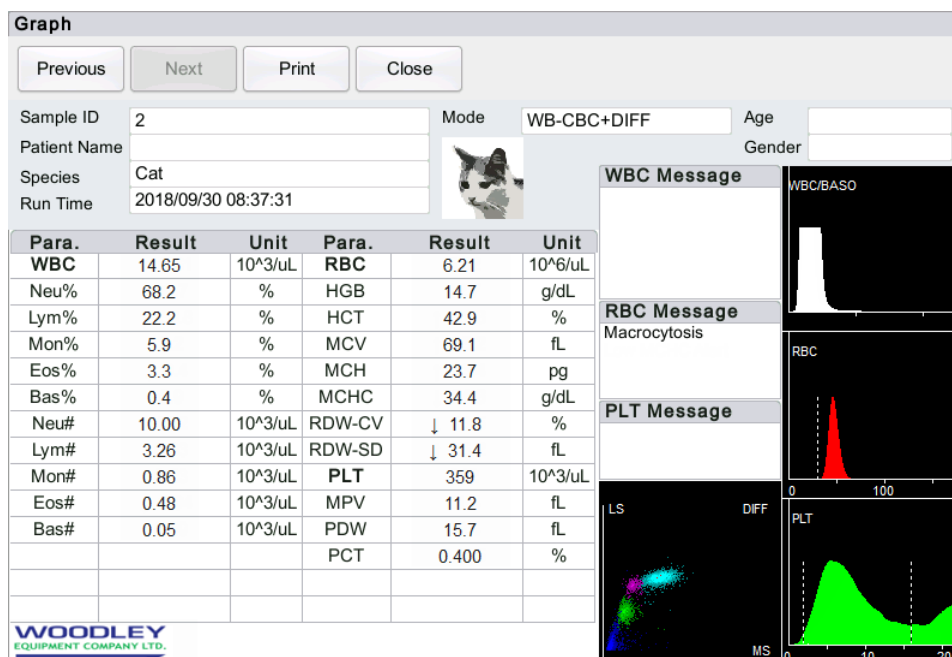 Graph
Previous Next Print Close
Sample ID 2 Mode WB-CBC+DIFF Age
Patient Name Gender
Species Cat
Run Time 2018/09/30 08:37:31
Para. Result Unit Para. Result Unit
WBC 14.65 10^3/uL RBC 6.21 10^6/uL
Neu% 68.2 % HGB 14.7 g/dL
Lym% 22.2 % HCT 42.9 %
Mon% 5.9 % MCV 69.1 fL
Eos% 3.3 % MCH 23.7 pg
Bas% 0.4 % MCHC 34.4 g/dL
Neu# 10.00 10^3/uL RDW-CV ↓ 11.8 %
Lym# 3.26 10^3/uL RDW-SD ↓ 31.4 fL
Mon# 0.86 10^3/uL PLT 359 10^3/uL
Eos# 0.48 10^3/uL MPV 11.2 fL
Bas# 0.05 10^3/uL PDW 15.7 fL
PCT 0.400 %
WOODLEY
EQUIPMENT COMPANY LTD.
WBC Message
RBC Message
Macrocytosis
PLT Message
LS DIFF
MS
WBC/BASO
RBC
0 100
PLT
0 10 20